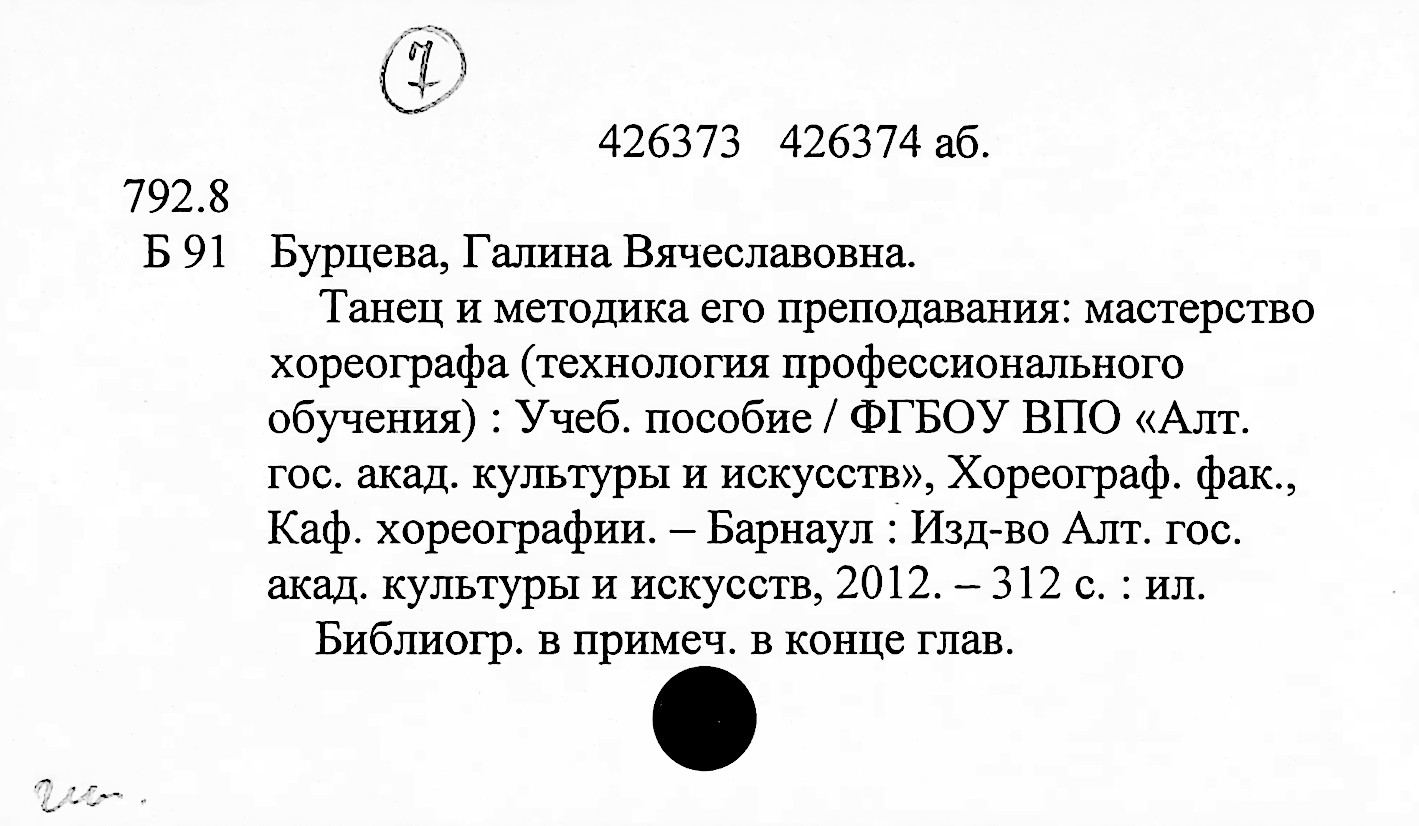 7
426373 426374 аб.
792.8
Б 91 Бурцева, Галина Вячеславовна.
Танец и методика его преподавания: мастерство
хореографа (технология профессионального
обучения) : Учеб. пособие / ФГБОУ ВПО «Алт.
гос. акад. культуры и искусств», Хореограф. фак.,
Каф. хореографии. – Барнаул : Изд-во Алт. гос.
акад. культуры и искусств, 2012. – 312 с. : ил.
Библиогр. в примеч. в конце глав.